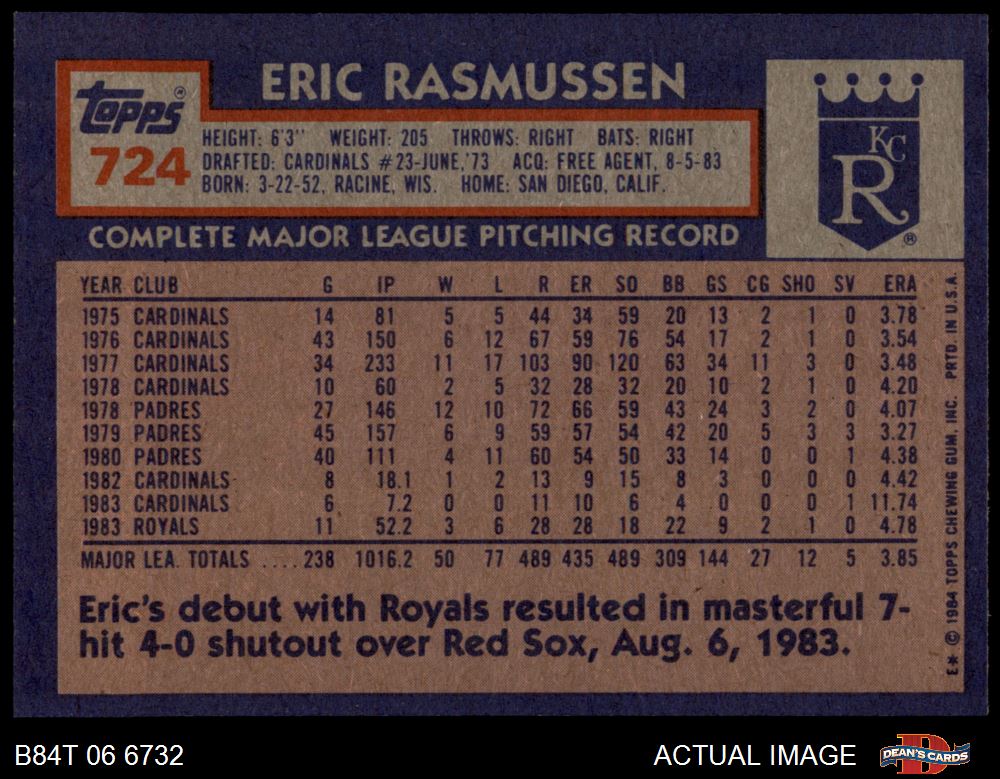 ERIC RASMUSSEN
Topps®
724
HEIGHT: 6'3" WEIGHT: 205 THROWS: RIGHT BATS: RIGHT
DRAFTED: CARDINALS #23-JUNE,'73 ACQ: FREE AGENT, 8-5-83
BORN: 3-22-52, RACINE, WIS. HOME: SAN DIEGO, CALIF.
KC
R
®
COMPLETE MAJOR LEAGUE PITCHING RECORD
YEAR CLUB G IP W L R ER SO BB GS CG SHO SV ERA
1975 CARDINALS 14 81 5 5 44 34 59 20 13 2 1 0 3.78
1976 CARDINALS 43 150 6 12 67 59 76 54 17 2 1 0 3.54
1977 CARDINALS 34 233 11 17 103 90 120 63 34 11 3 0 3.48
1978 CARDINALS 10 60 2 5 32 28 32 20 10 2 1 0 4.20
1978 PADRES 27 146 12 10 72 66 59 43 24 3 2 0 4.07
1979 PADRES 45 157 6 9 59 57 54 42 20 5 3 3 3.27
1980 PADRES 40 111 4 11 60 54 50 33 14 0 0 1 4.38
1982 CARDINALS 8 18.1 1 2 13 9 15 8 3 0 0 0 4.42
1983 CARDINALS 6 7.2 0 0 11 10 6 4 0 0 0 1 11.74
1983 ROYALS 11 52.2 3 6 28 28 18 22 9 2 1 0 4.78
MAJOR LEA. TOTALS .... 238 1016.2 50 77 489 435 489 309 144 27 12 5 3.85
Eric's debut with Royals resulted in masterful 7-
hit 4-0 shutout over Red Sox, Aug. 6, 1983.
E* © 1984 TOPPS CHEWING GUM, INC. PRTD. IN U.S.A.
B84T 06 6732
ACTUAL IMAGE
DEAN'S CARDS